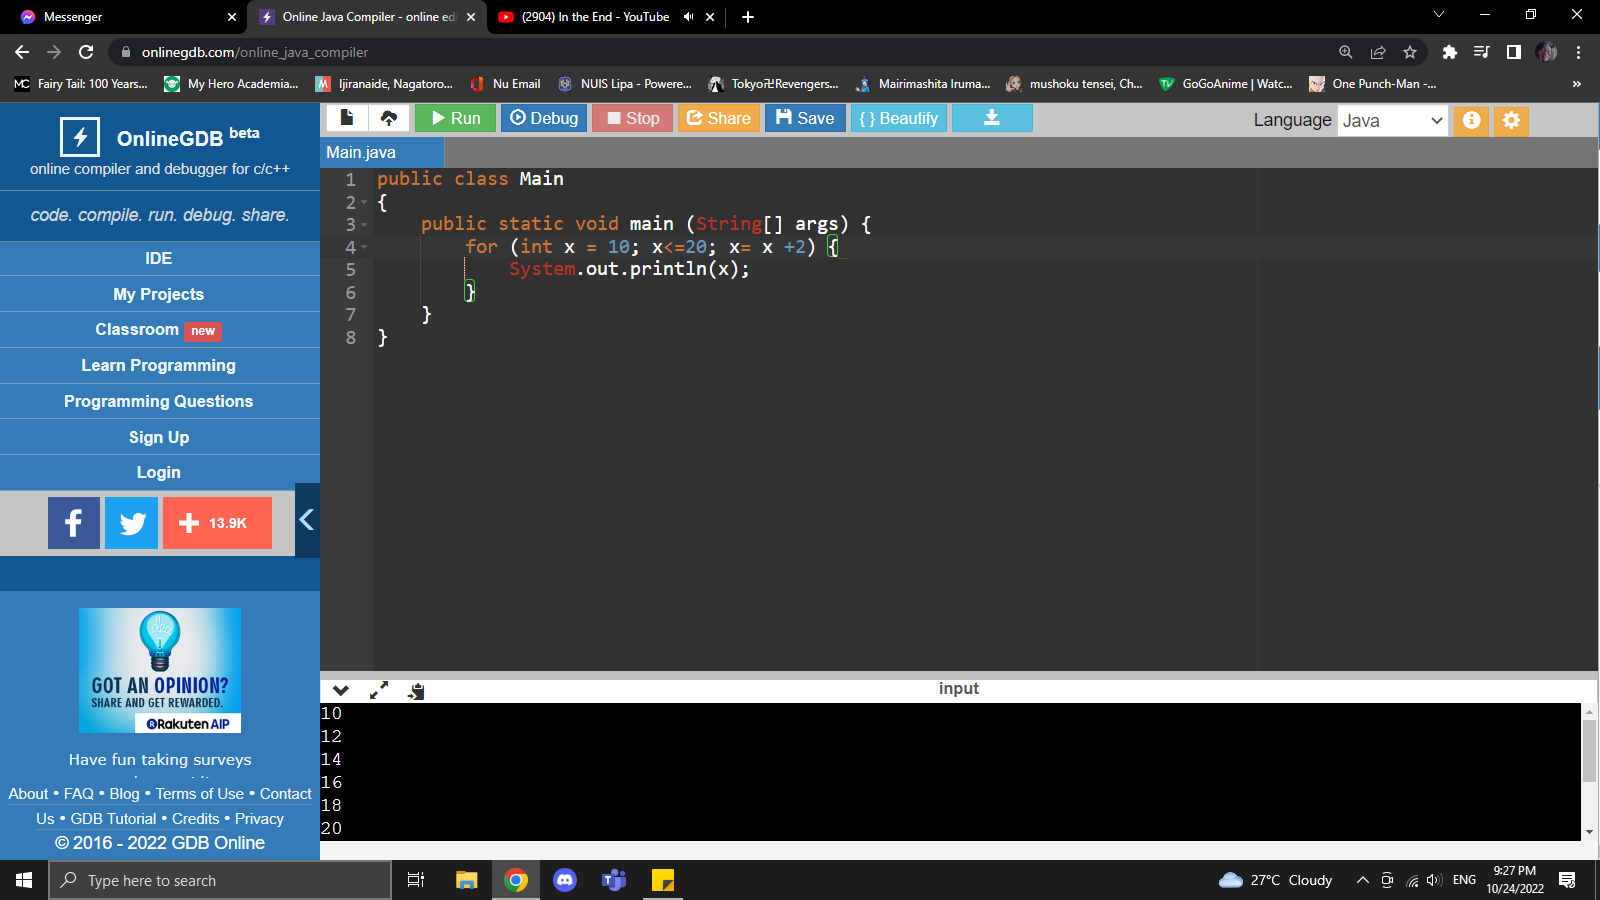 Messenger
Online Java Compiler - online edi
(2904) In the End - YouTube
onlinegdb.com/online_java_compiler
Fairy Tail: 100 Years...
My Hero Academia...
Ijiranaide, Nagatoro...
Nu Email
NUIS Lipa - Powere...
Tokyo卍Revengers...
Mairimashita Iruma...
mushoku tensei, Ch...
GoGoAnime | Watc...
One Punch-Man -...
»
OnlineGDB beta
online compiler and debugger for c/c++
code. compile. run. debug. share.
IDE
My Projects
Classroom new
Learn Programming
Programming Questions
Sign Up
Login
13.9K
idea
GOT AN OPINION?
SHARE AND GET REWARDED.
Rakuten AIP
Have fun taking surveys
About • FAQ • Blog • Terms of Use • Contact
Us • GDB Tutorial • Credits • Privacy
© 2016 - 2022 GDB Online
Run
Debug
Stop
Share
Save
{ } Beautify
Language Java
Main.java
1 public class Main
2 {
3 public static void main (String[] args) {
4 for (int x = 10; x<=20; x= x +2) {
5 System.out.println(x);
6 }
7 }
8 }
input
10
12
14
16
18
20
Type here to search
27°C Cloudy
ENG
9:27 PM
10/24/2022